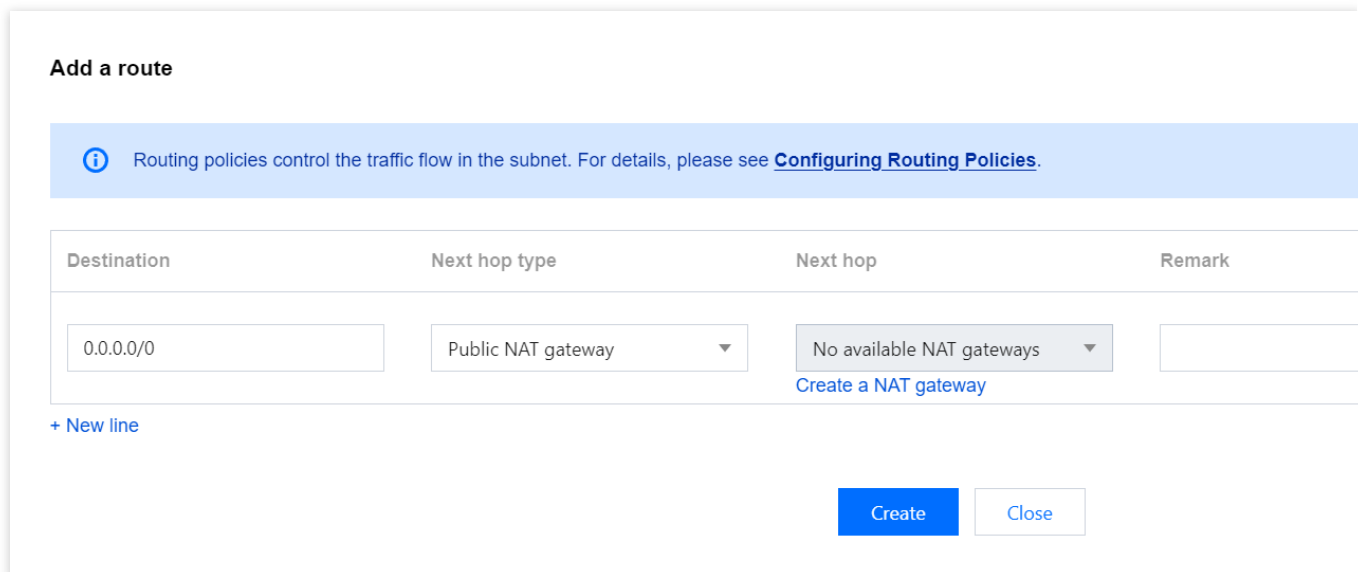 Add a route
Routing policies control the traffic flow in the subnet. For details, please see Configuring Routing Policies.
Destination Next hop type Next hop Remark
0.0.0.0/0 Public NAT gateway No available NAT gateways
Create a NAT gateway
+ New line
Create Close